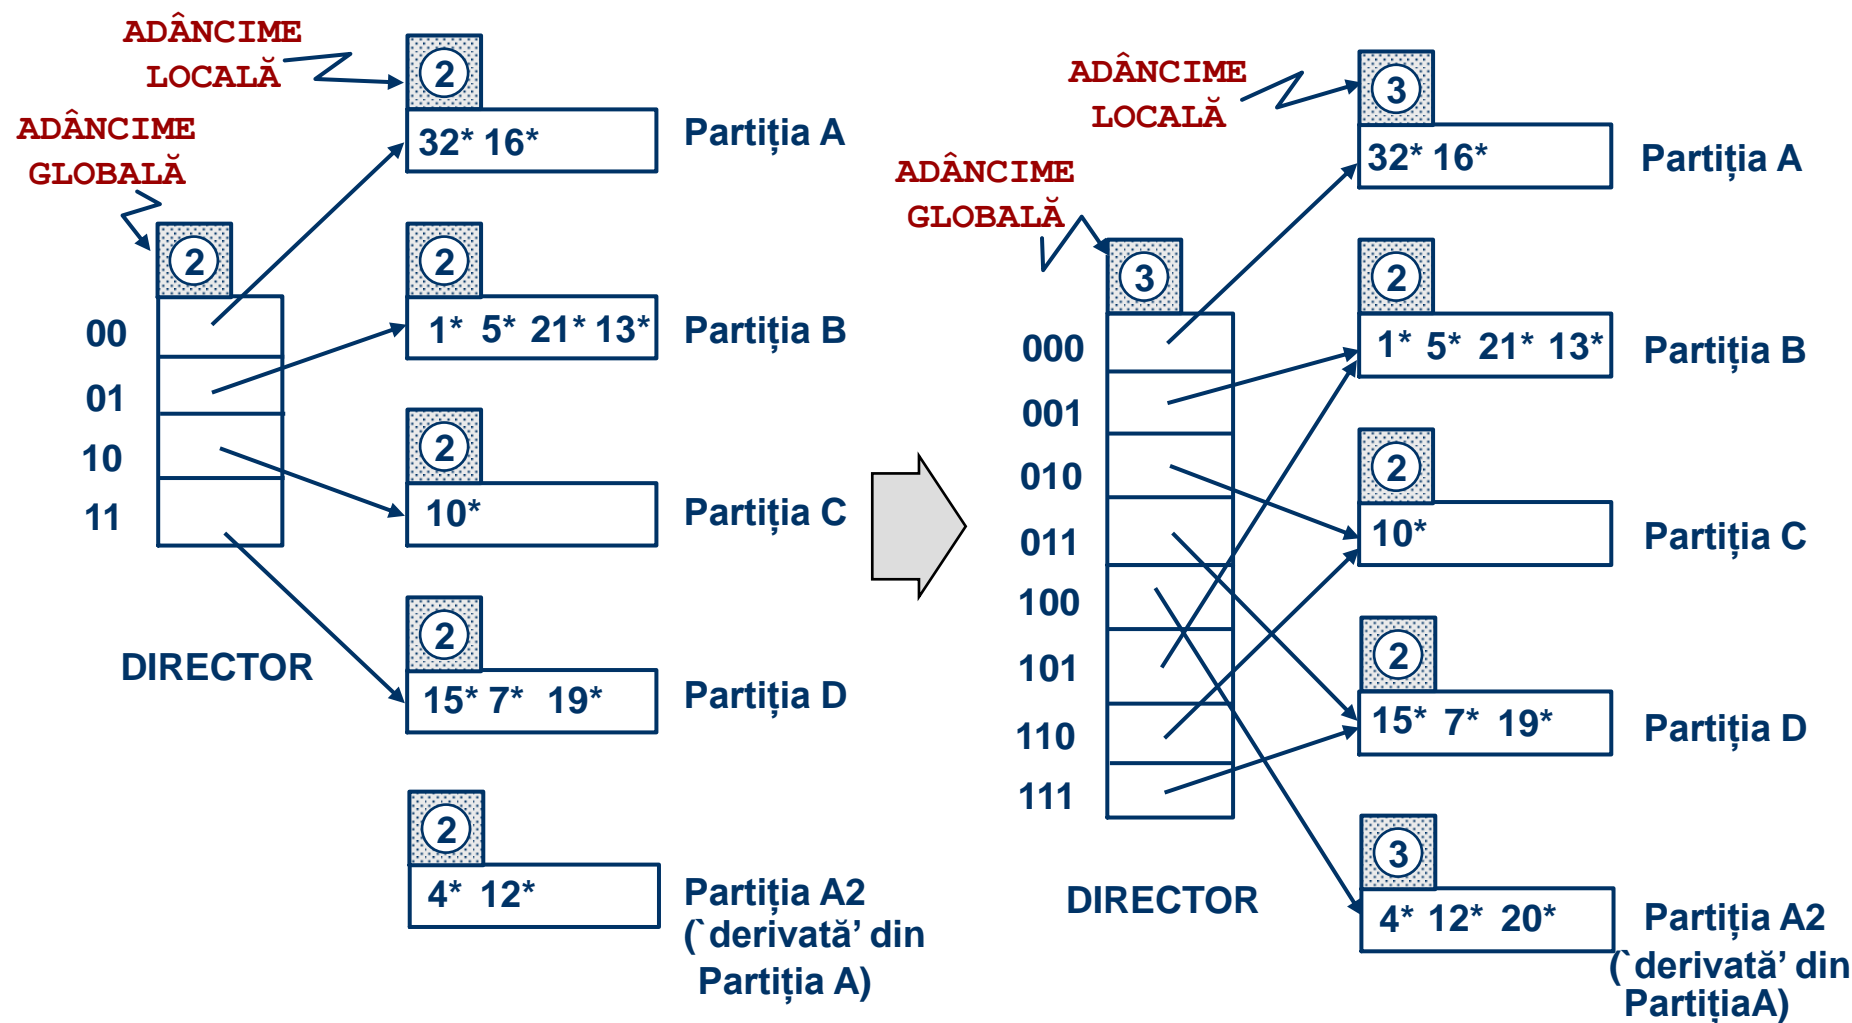 ADÂNCIME
LOCALĂ
2
32* 16*
Partiția A
ADÂNCIME
GLOBALĂ
2
00
01
10
11
DIRECTOR
2
1* 5* 21* 13*
Partiția B
2
10*
Partiția C
2
15* 7* 19*
Partiția D
2
4* 12*
Partiția A2
(`derivată’ din
Partiția A)
ADÂNCIME
LOCALĂ
3
32* 16*
Partiția A
ADÂNCIME
GLOBALĂ
3
000
001
010
011
100
101
110
111
DIRECTOR
2
1* 5* 21* 13*
Partiția B
2
10*
Partiția C
2
15* 7* 19*
Partiția D
3
4* 12* 20*
Partiția A2
(`derivată’ din
PartițiaA)